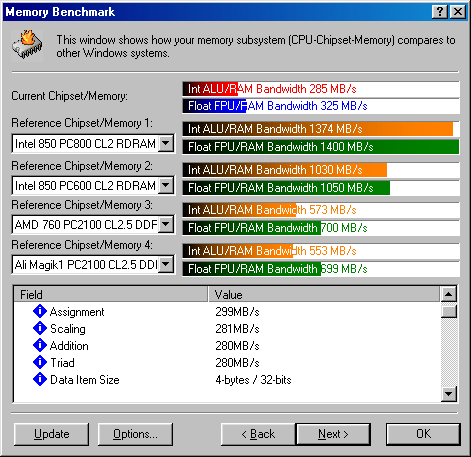 Memory Benchmark
This window shows how your memory subsystem (CPU-Chipset-Memory) compares to
other Windows systems.
Current Chipset/Memory:
Int ALU/RAM Bandwidth 285 MB/s
Float FPU/RAM Bandwidth 325 MB/s
Reference Chipset/Memory 1:
Intel 850 PC800 CL2 RDRAM
Int ALU/RAM Bandwidth 1374 MB/s
Float FPU/RAM Bandwidth 1400 MB/s
Reference Chipset/Memory 2:
Intel 850 PC600 CL2 RDRAM
Int ALU/RAM Bandwidth 1030 MB/s
Float FPU/RAM Bandwidth 1050 MB/s
Reference Chipset/Memory 3:
AMD 760 PC2100 CL2.5 DDF
Int ALU/RAM Bandwidth 573 MB/s
Float FPU/RAM Bandwidth 700 MB/s
Reference Chipset/Memory 4:
Ali Magik1 PC2100 CL2.5 DDI
Int ALU/RAM Bandwidth 553 MB/s
Float FPU/RAM Bandwidth 699 MB/s
Field Value
Assignment 299MB/s
Scaling 281MB/s
Addition 280MB/s
Triad 280MB/s
Data Item Size 4-bytes / 32-bits
Update Options... < Back Next > OK